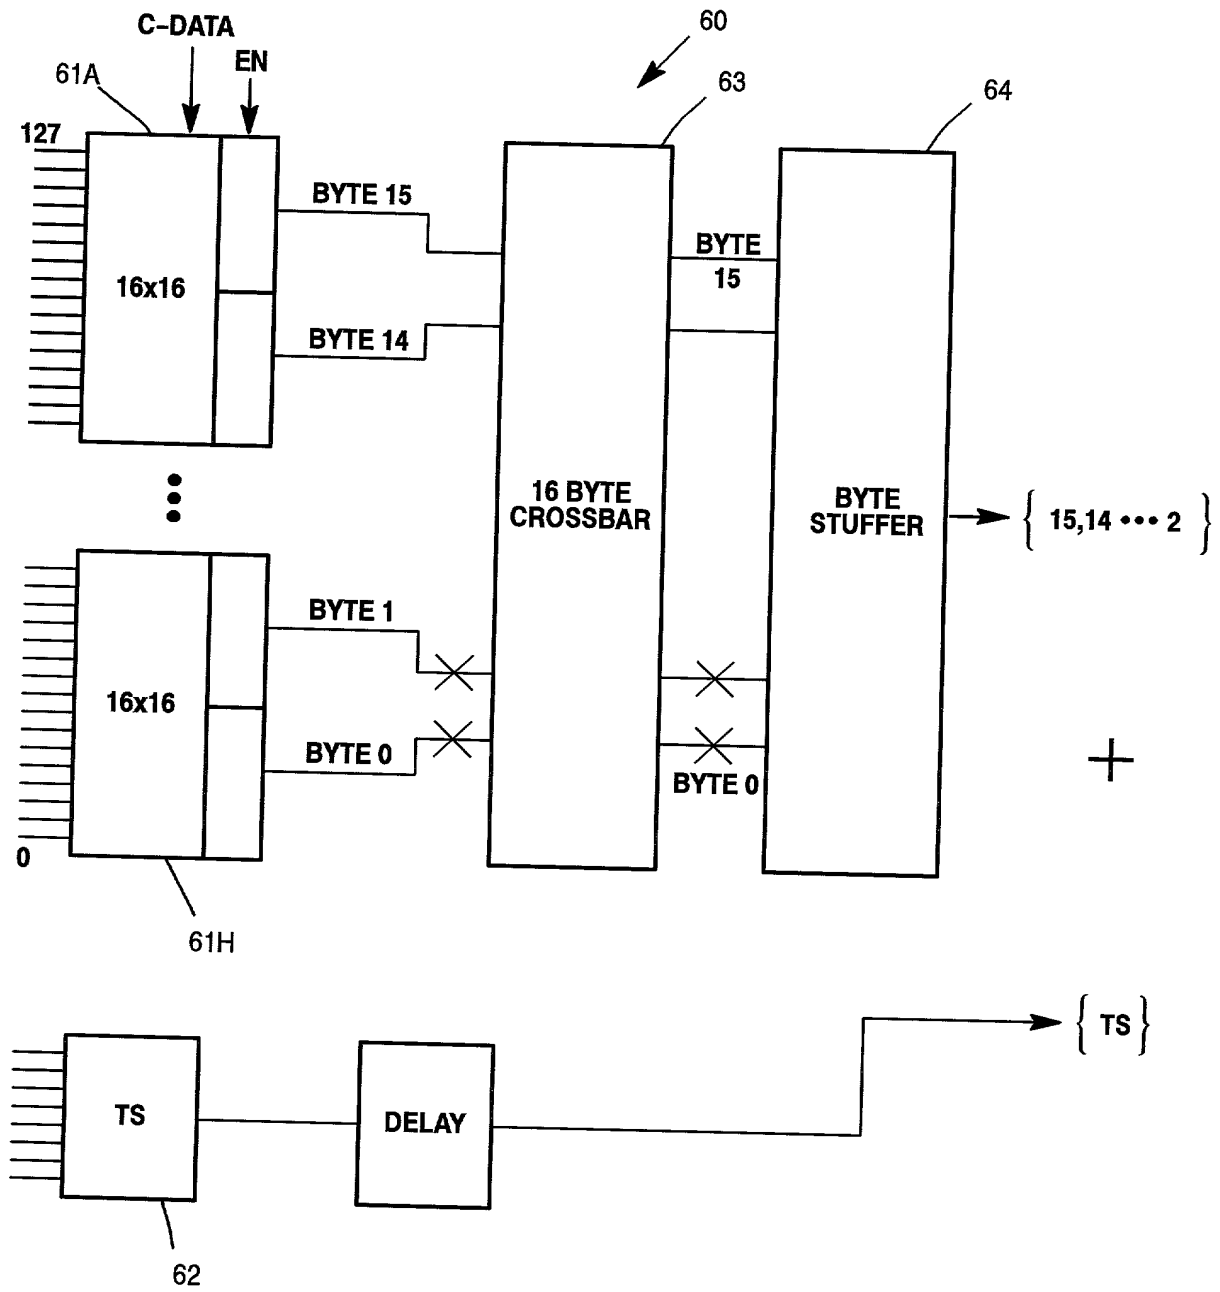 60
C-DATA
EN
61A
63
64
127
BYTE 15
BYTE
15
16x16
BYTE 14
16 BYTE
CROSSBAR
BYTE
STUFFER
{ 15,14 ••• 2 }
BYTE 1
16x16
BYTE 0
BYTE 0
+
0
61H
{ TS }
TS
DELAY
62